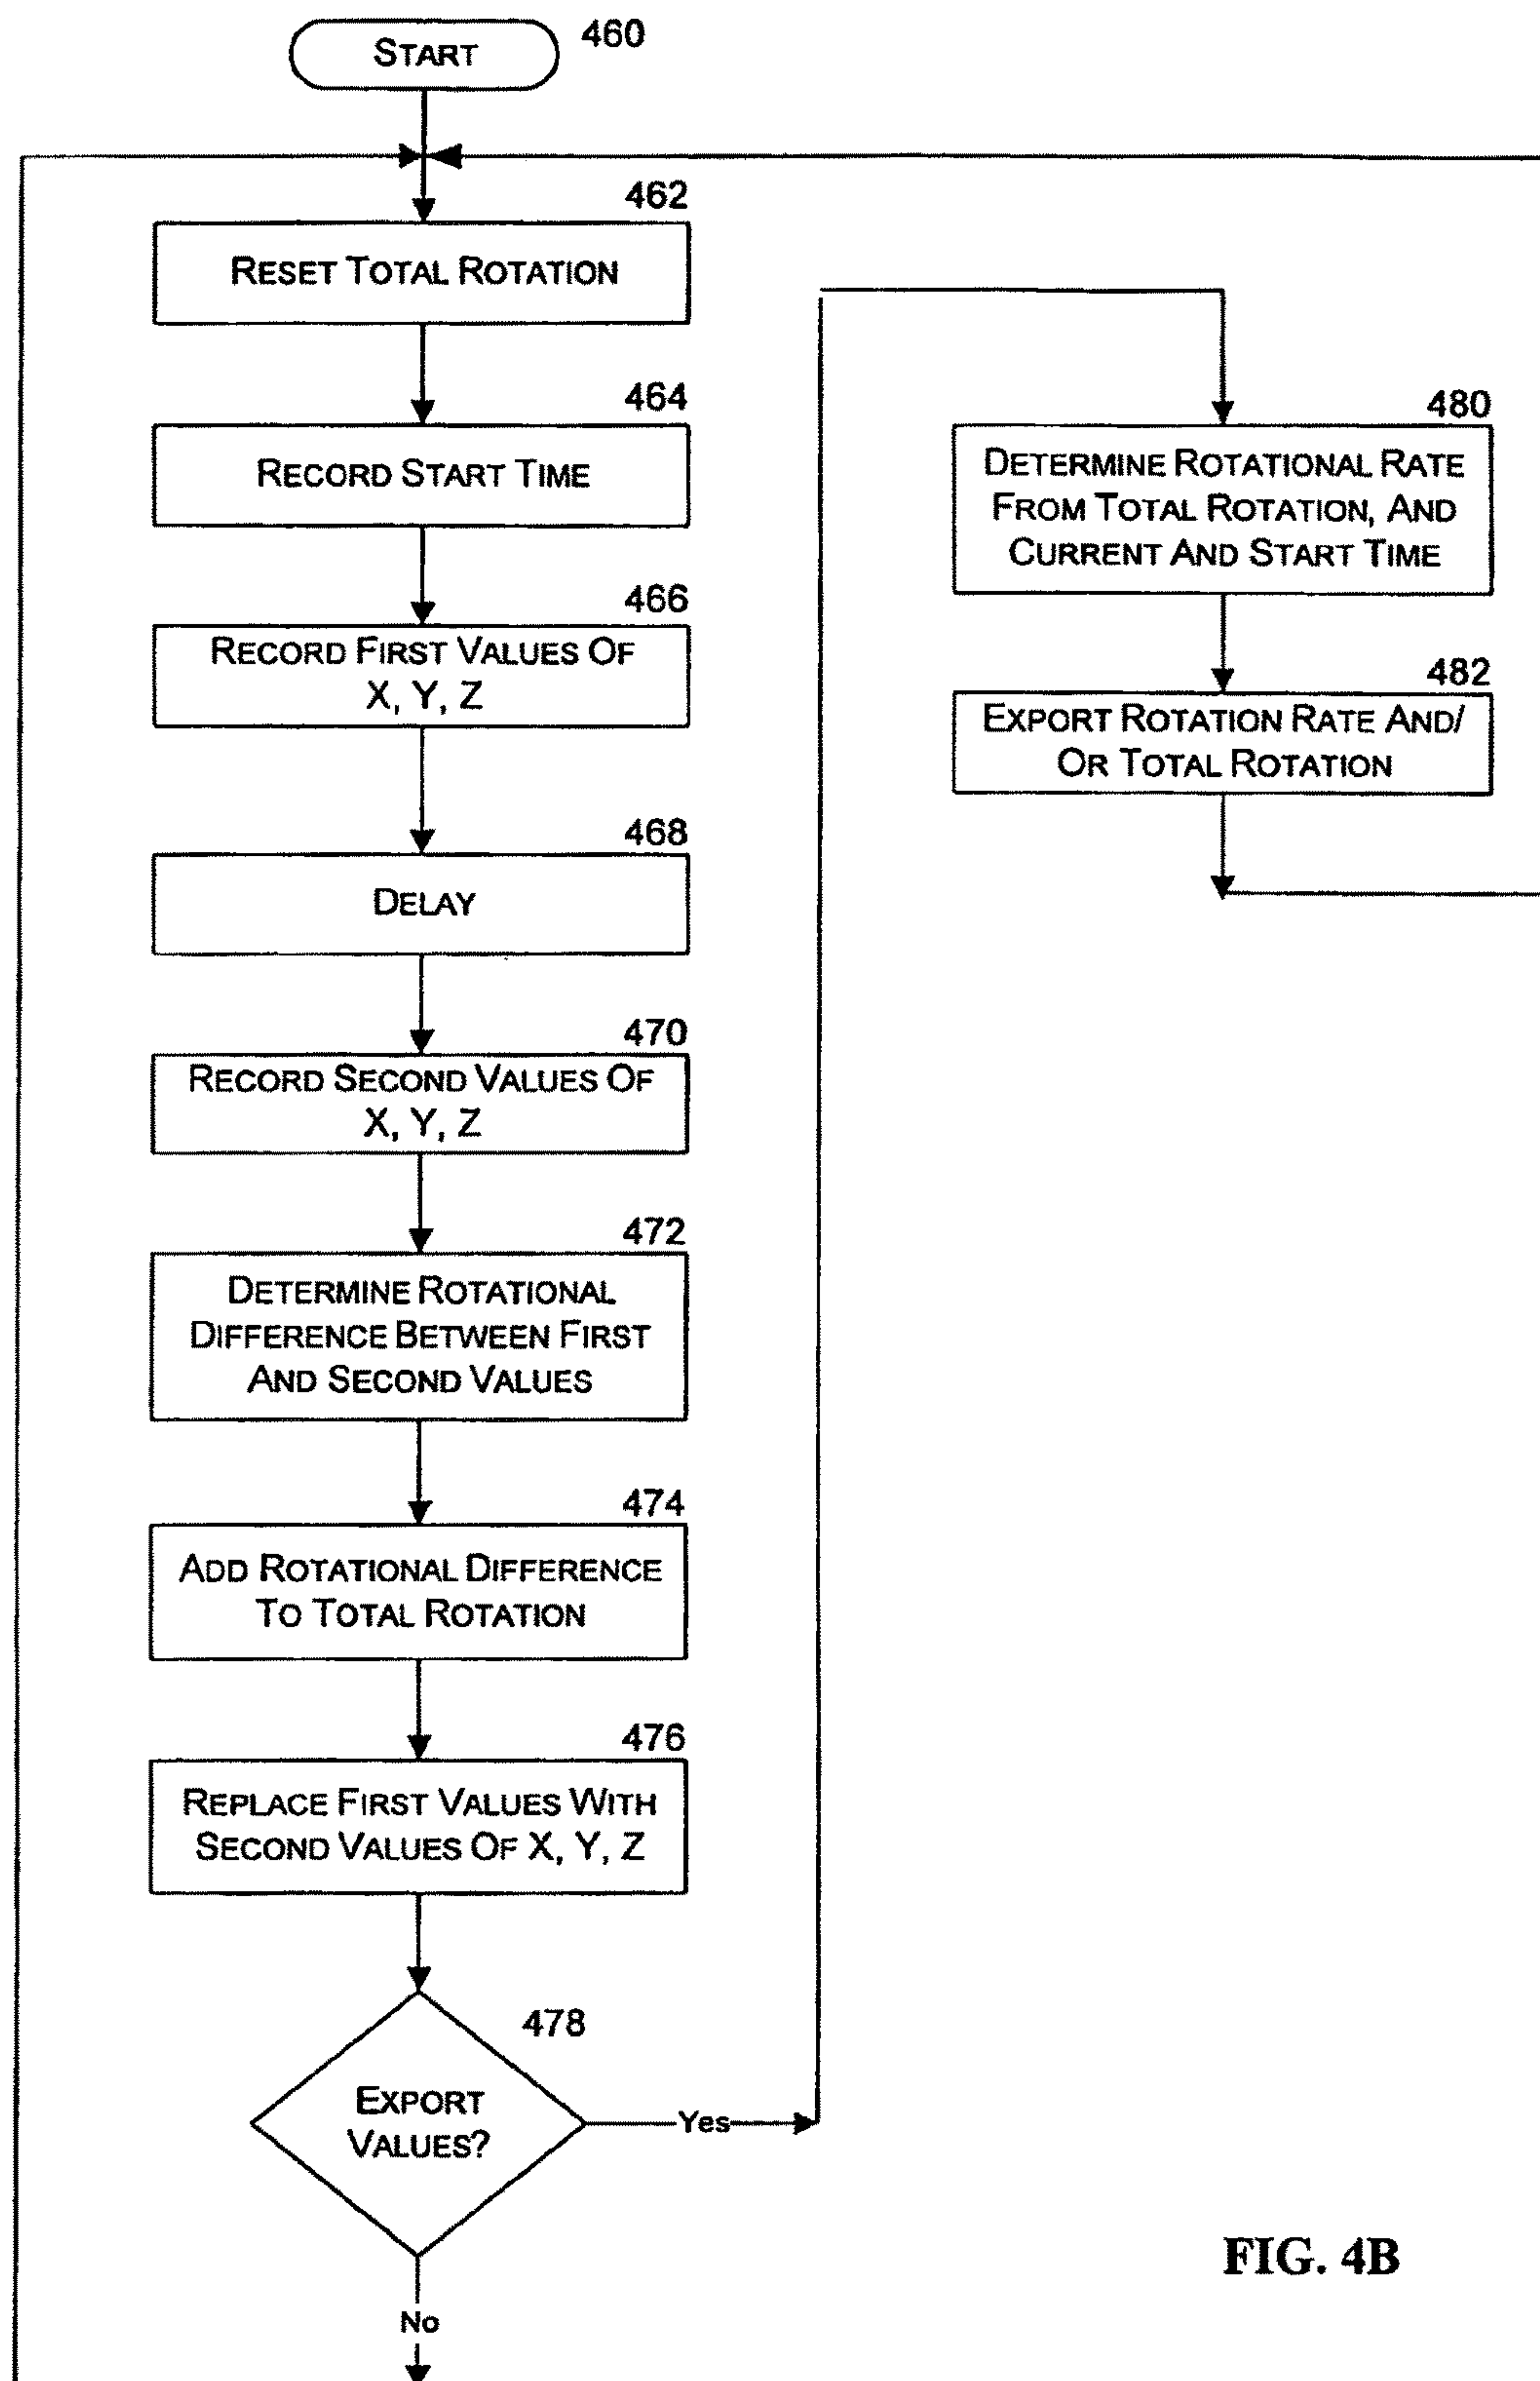 START
460
462
RESET TOTAL ROTATION
464
RECORD START TIME
466
RECORD FIRST VALUES OF
X, Y, Z
468
DELAY
470
RECORD SECOND VALUES OF
X, Y, Z
472
DETERMINE ROTATIONAL
DIFFERENCE BETWEEN FIRST
AND SECOND VALUES
474
ADD ROTATIONAL DIFFERENCE
TO TOTAL ROTATION
476
REPLACE FIRST VALUES WITH
SECOND VALUES OF X, Y, Z
478
EXPORT
VALUES?
Yes
No
480
DETERMINE ROTATIONAL RATE
FROM TOTAL ROTATION, AND
CURRENT AND START TIME
482
EXPORT ROTATION RATE AND/
OR TOTAL ROTATION
FIG. 4B